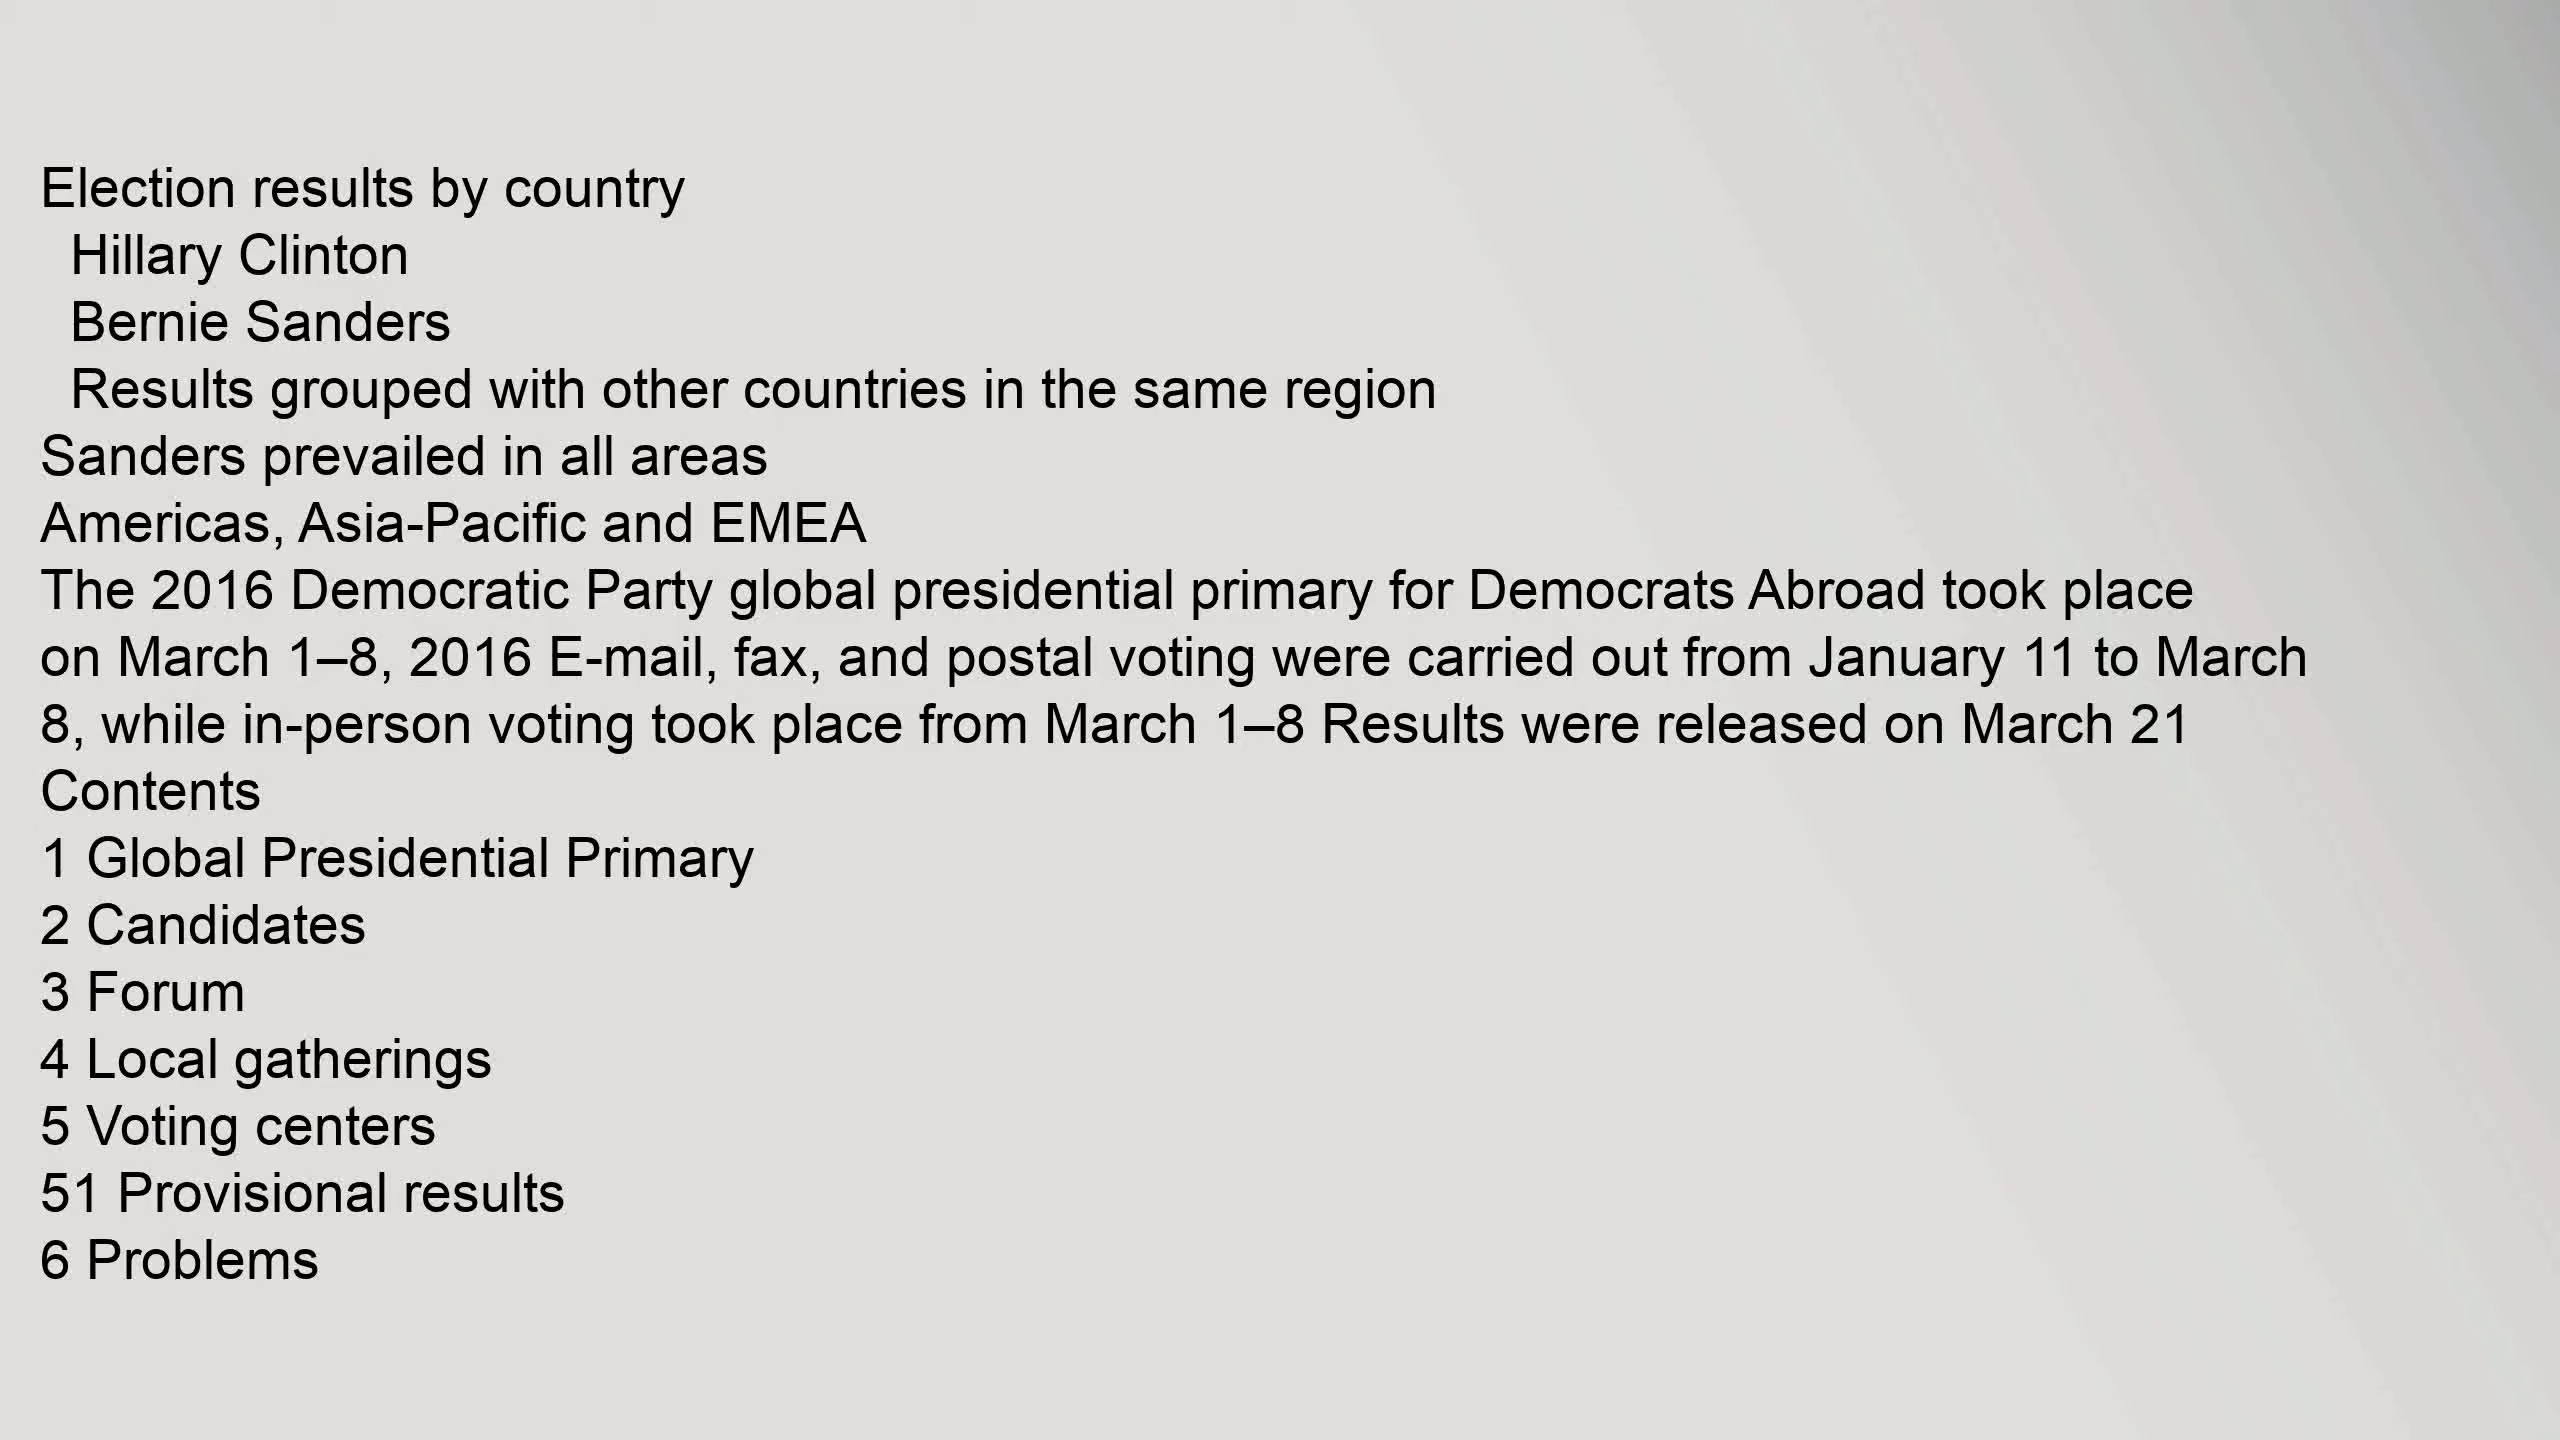 Election results by country
Hillary Clinton
Bernie Sanders
Results grouped with other countries in the same region
Sanders prevailed in all areas
Americas, Asia-Pacific and EMEA
The 2016 Democratic Party global presidential primary for Democrats Abroad took place
on March 1–8, 2016 E-mail, fax, and postal voting were carried out from January 11 to March
8, while in-person voting took place from March 1–8 Results were released on March 21
Contents
1 Global Presidential Primary
2 Candidates
3 Forum
4 Local gatherings
5 Voting centers
51 Provisional results
6 Problems